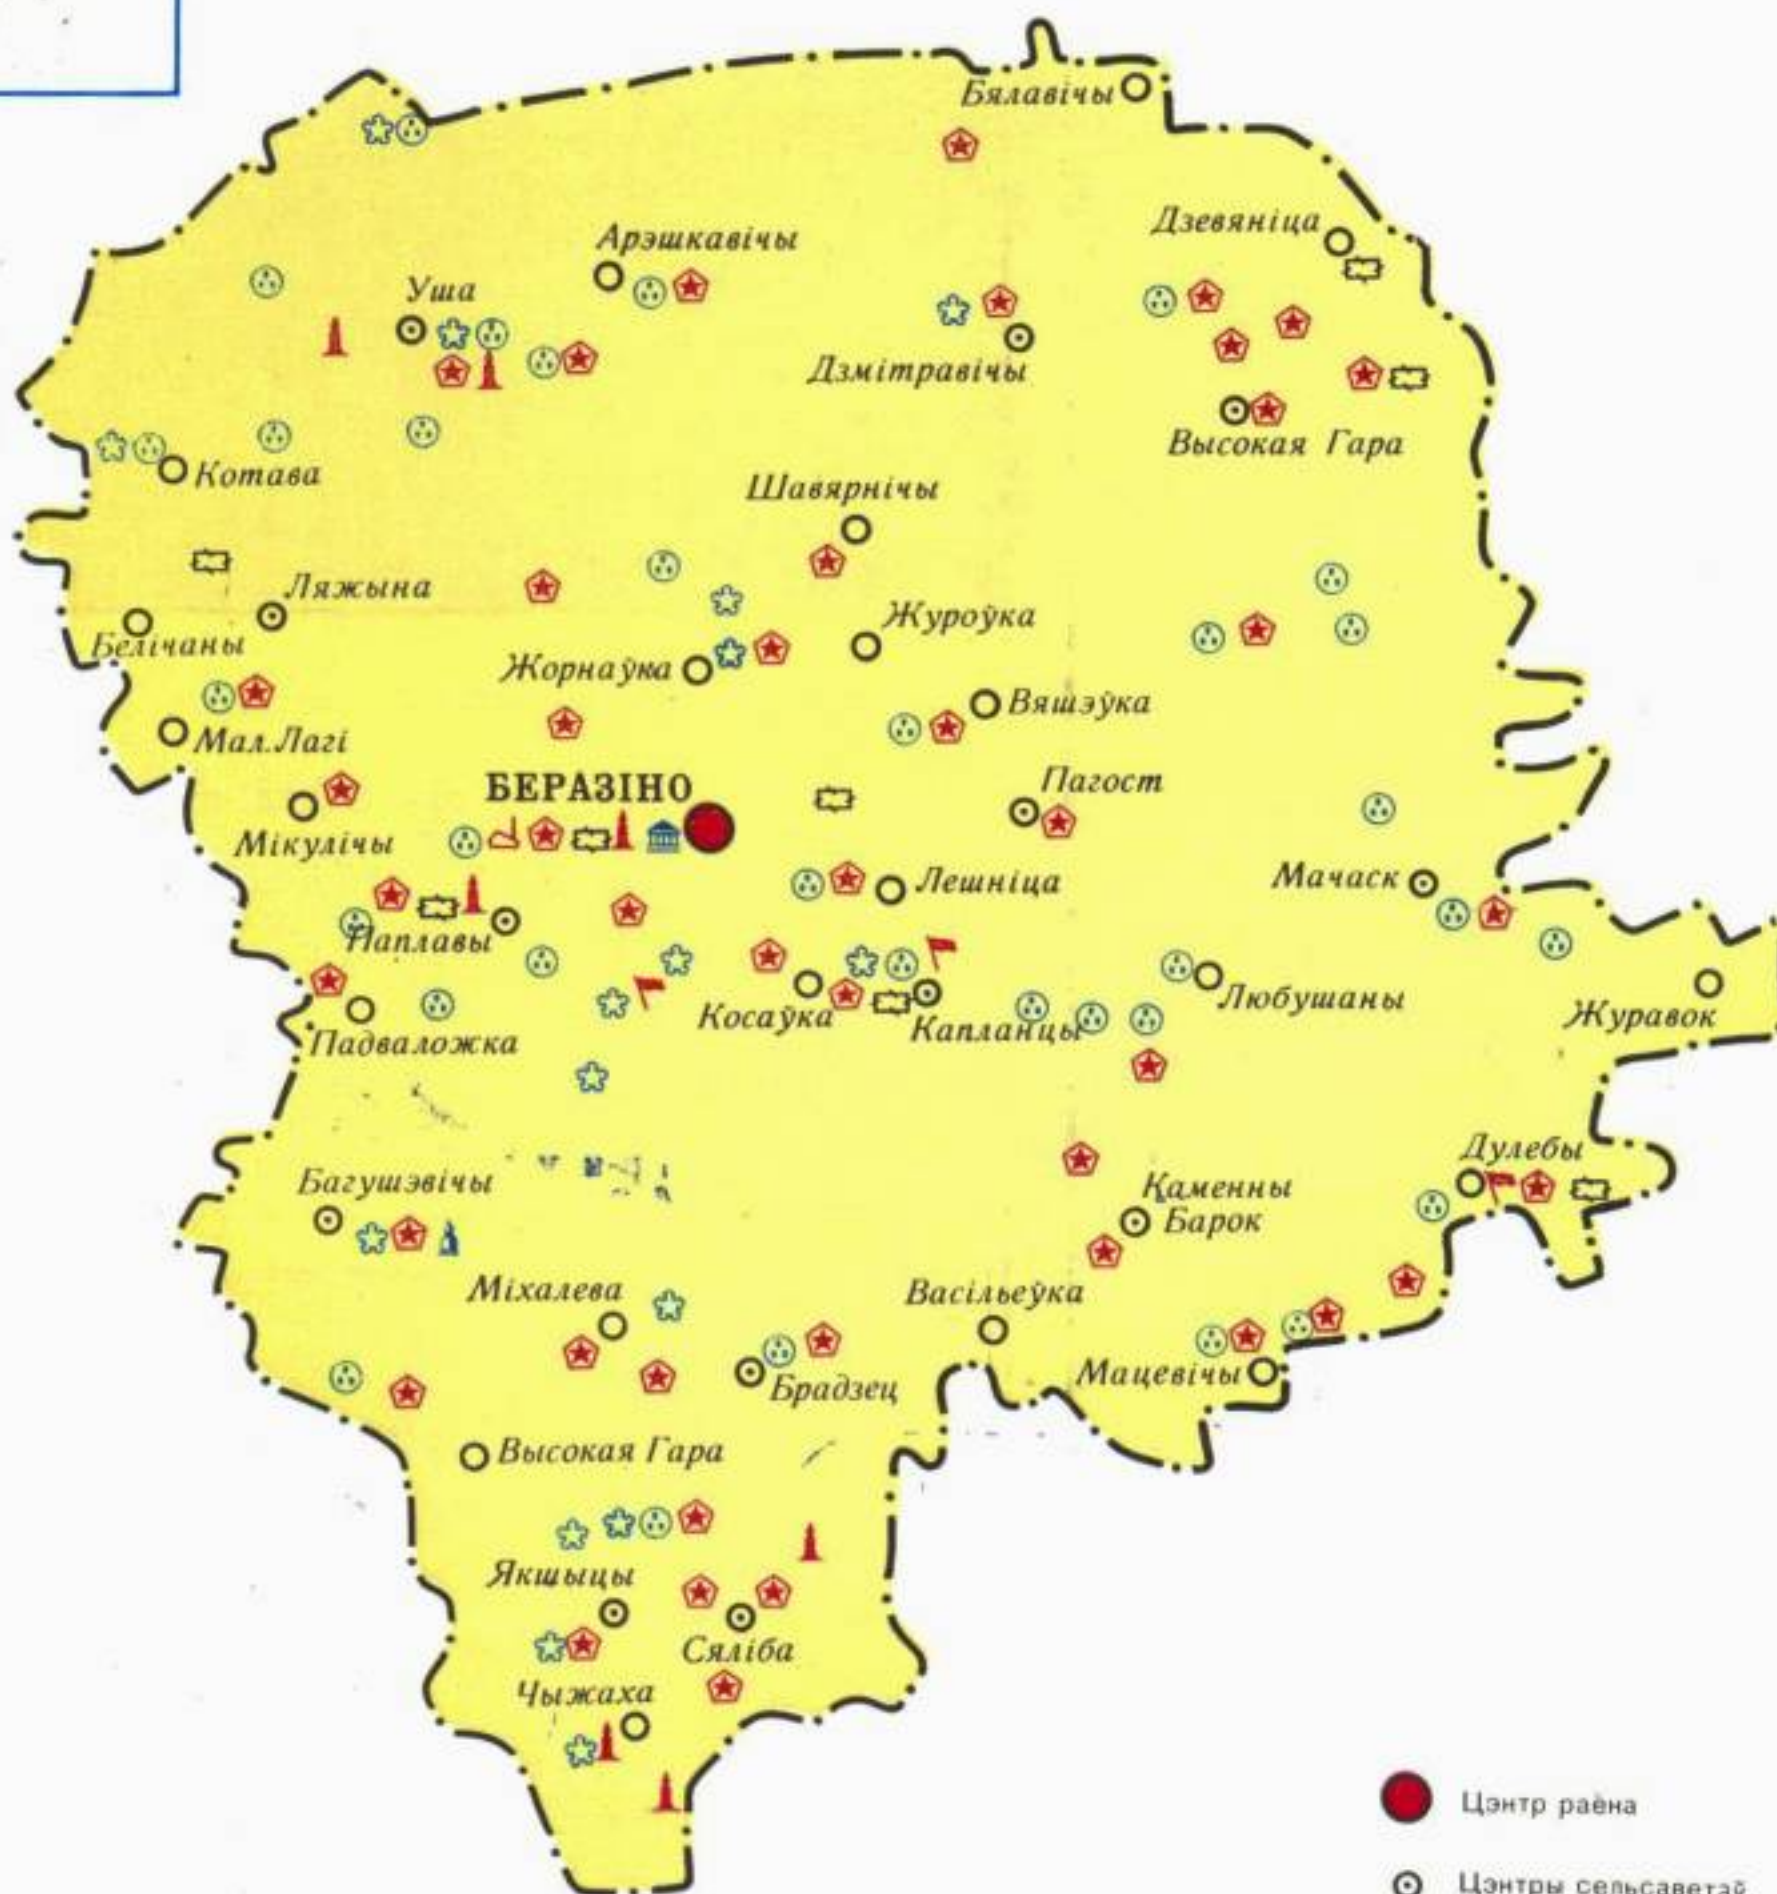 Бялавічы
Дзевяніца
Арэшкавічы
Уша
Дзмітравічы
Высокая Гара
Котава
Шавярнічы
Ляжына
Журоўка
Белічаны
Жорнаўка
Вяшэўка
Мал.Лагі
Пагост
БЕРАЗІНО
Мікулічы
Лешніца
Мачаск
Паплавы
Любушаны
Журавок
Косаўка
Капланцы
Падваложка
Дулебы
Багушэвічы
Каменны
Барок
Міхалева
Васільеўка
Мацевічы
Брадзец
Высокая Гара
Якшыцы
Сяліба
Чыжаха
Цэнтр раёна
Цэнтры сельсаветаў